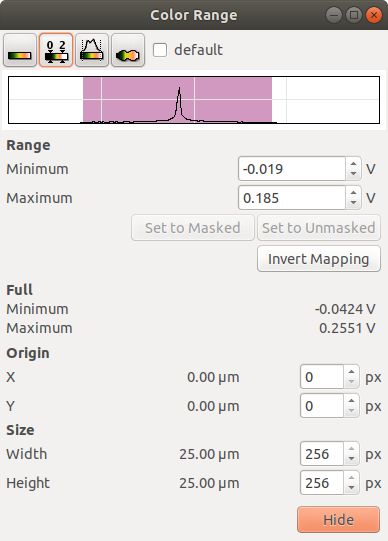 Color Range
0 2
default
Range
Minimum -0.019 V
Maximum 0.185 V
Set to Masked Set to Unmasked
Invert Mapping
Full
Minimum -0.0424 V
Maximum 0.2551 V
Origin
X 0.00 µm 0 px
Y 0.00 µm 0 px
Size
Width 25.00 µm 256 px
Height 25.00 µm 256 px
Hide